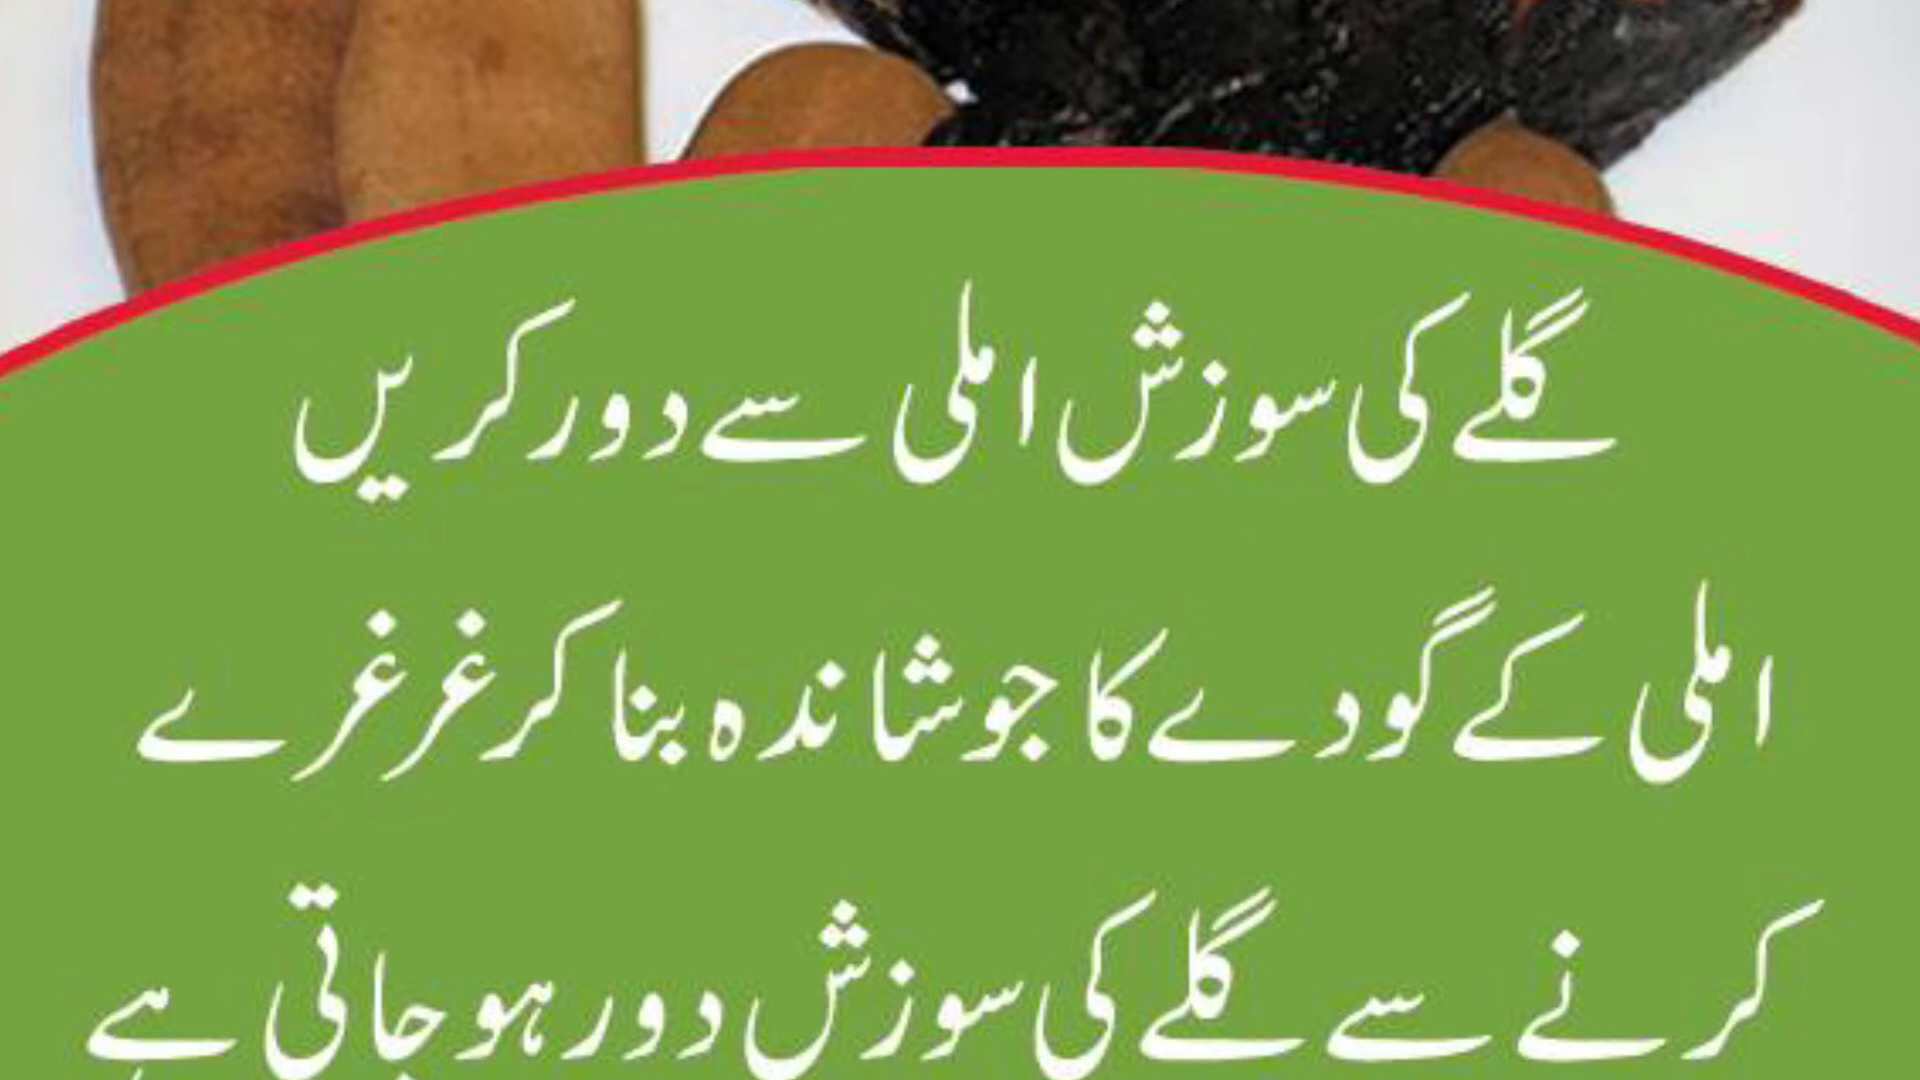 گلے کی سوزش املی سے دور کریں
املی کے گودے کا جوشاندہ بنا کر غرغرے
کرنے سے گلے کی سوزش دور ہو جاتی ہے